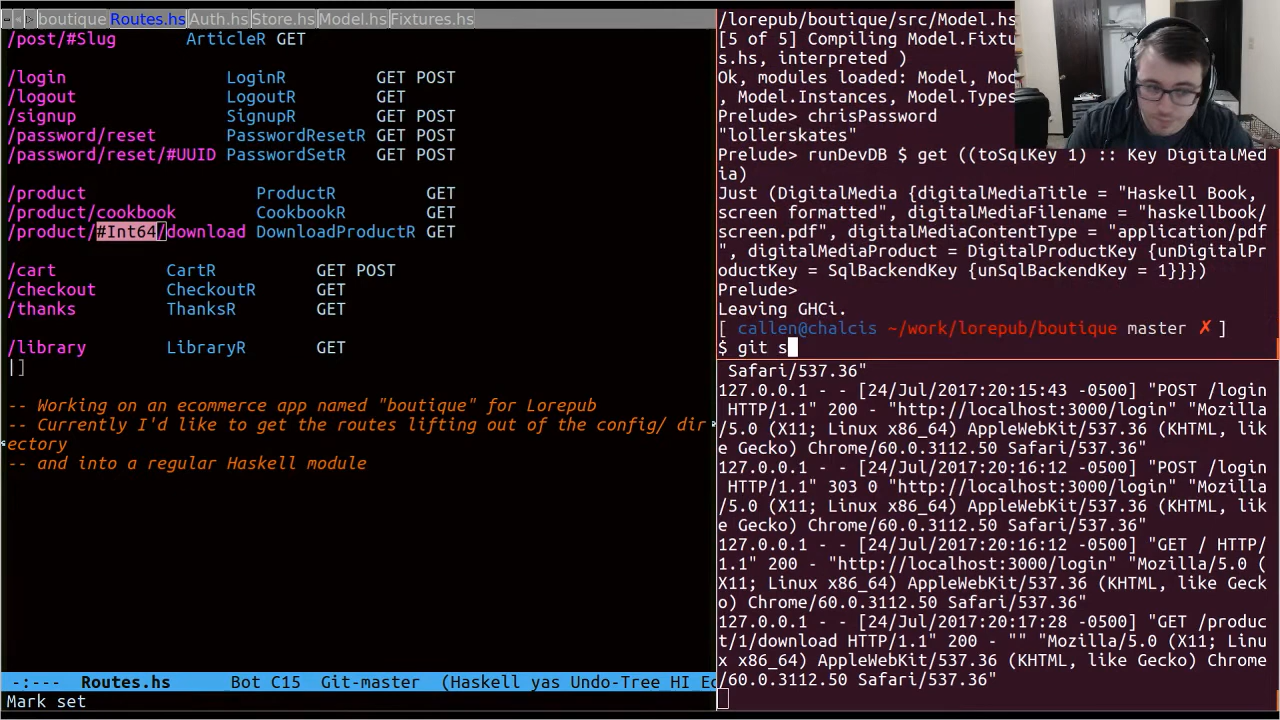 boutique Routes.hs Auth.hs Store.hs Model.hs Fixtures.hs
/post/#Slug ArticleR GET
/login LoginR GET POST
/logout LogoutR GET
/signup SignupR GET POST
/password/reset PasswordResetR GET POST
/password/reset/#UUID PasswordSetR GET POST
/product ProductR GET
/product/cookbook CookbookR GET
/product/#Int64/download DownloadProductR GET
/cart CartR GET POST
/checkout CheckoutR GET
/thanks ThanksR GET
/library LibraryR GET
|]
-- Working on an ecommerce app named "boutique" for Lorepub
-- Currently I'd like to get the routes lifting out of the config/ dir
ectory
-- and into a regular Haskell module
-:--- Routes.hs Bot C15 Git-master (Haskell yas Undo-Tree HI Ec
Mark set
/lorepub/boutique/src/Model.hs
[5 of 5] Compiling Model.Fixtu
s.hs, interpreted )
Ok, modules loaded: Model, Mod
, Model.Instances, Model.Types
Prelude> chrisPassword
"lollerskates"
Prelude> runDevDB $ get ((toSqlKey 1) :: Key DigitalMed
ia)
Just (DigitalMedia {digitalMediaTitle = "Haskell Book,
screen formatted", digitalMediaFilename = "haskellbook/
screen.pdf", digitalMediaContentType = "application/pdf
", digitalMediaProduct = DigitalProductKey {unDigitalPr
oductKey = SqlBackendKey {unSqlBackendKey = 1}}})
Prelude>
Leaving GHCi.
[ callen@chalcis ~/work/lorepub/boutique master ✗ ]
$ git s
Safari/537.36"
127.0.0.1 - - [24/Jul/2017:20:15:43 -0500] "POST /login
HTTP/1.1" 200 - "http://localhost:3000/login" "Mozilla
/5.0 (X11; Linux x86_64) AppleWebKit/537.36 (KHTML, lik
e Gecko) Chrome/60.0.3112.50 Safari/537.36"
127.0.0.1 - - [24/Jul/2017:20:16:12 -0500] "POST /login
HTTP/1.1" 303 0 "http://localhost:3000/login" "Mozilla
/5.0 (X11; Linux x86_64) AppleWebKit/537.36 (KHTML, lik
e Gecko) Chrome/60.0.3112.50 Safari/537.36"
127.0.0.1 - - [24/Jul/2017:20:16:12 -0500] "GET / HTTP/
1.1" 200 - "http://localhost:3000/login" "Mozilla/5.0 (
X11; Linux x86_64) AppleWebKit/537.36 (KHTML, like Geck
o) Chrome/60.0.3112.50 Safari/537.36"
127.0.0.1 - - [24/Jul/2017:20:17:28 -0500] "GET /produc
t/1/download HTTP/1.1" 200 - "" "Mozilla/5.0 (X11; Linu
x x86_64) AppleWebKit/537.36 (KHTML, like Gecko) Chrome
/60.0.3112.50 Safari/537.36"